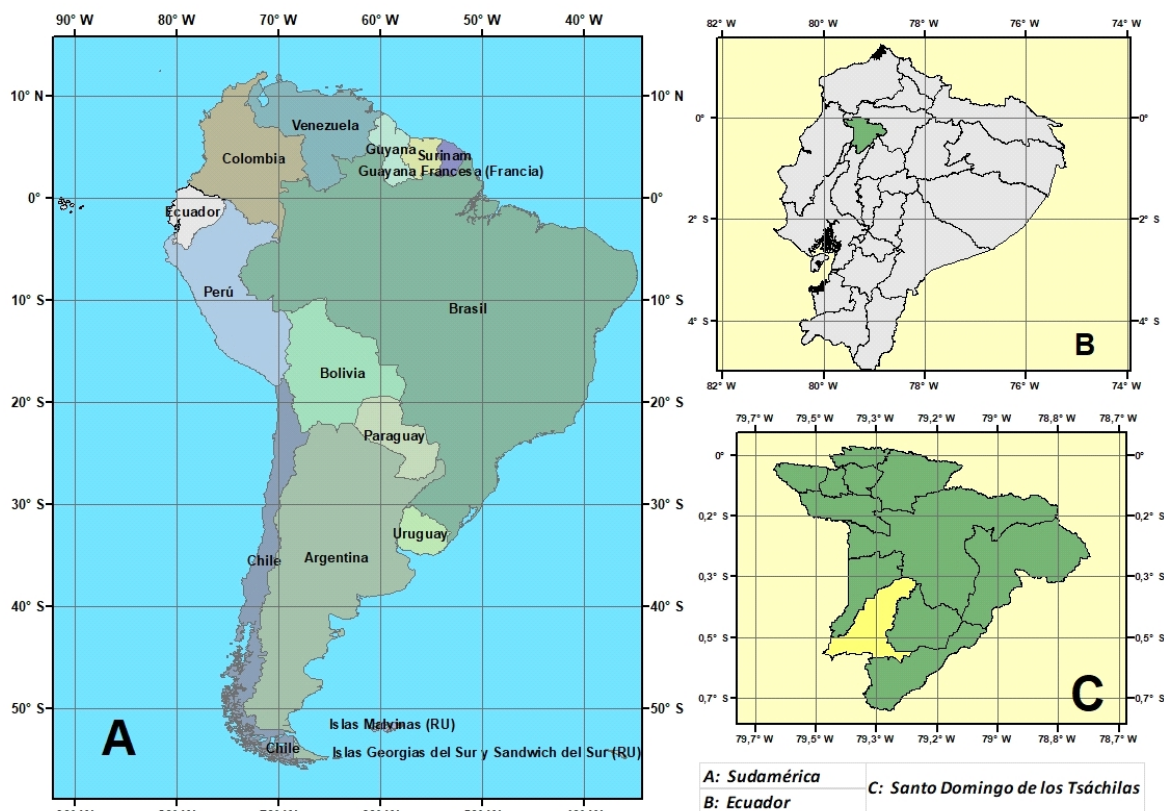 90° W 80° W 70° W 60° W 50° W 40° W
10° N 10° N
Venezuela
Guyana
Colombia
Surinam
Guayana Francesa (Francia)
0° 0°
Ecuador
Perú
10° S 10° S
Brasil
Bolivia
20° S 20° S
Paraguay
30° S 30° S
Uruguay
Chile
Argentina
40° S 40° S
50° S 50° S
Islas Malvinas (RU)
A
Chile
Islas Georgias del Sur y Sandwich del Sur(RU)
82° W 80° W 78° W 76° W 74° W
0° 0°
2° S 2° S
4° S 4° S
B
82° W 80° W 78° W 76° W 74° W
79,7° W 79,5° W 79,3° W 79,2° W 79° W 78,8° W 78,7° W
0° 0°
0,2° S 0,2° S
0,3° S 0,3° S
0,5° S 0,5° S
0,7° S 0,7° S
C
79,7° W 79,5° W 79,3° W 79,2° W 79° W 78,8° W 78,7° W
A: Sudamérica
B: Ecuador
C: Santo Domingo de los Tsáchilas